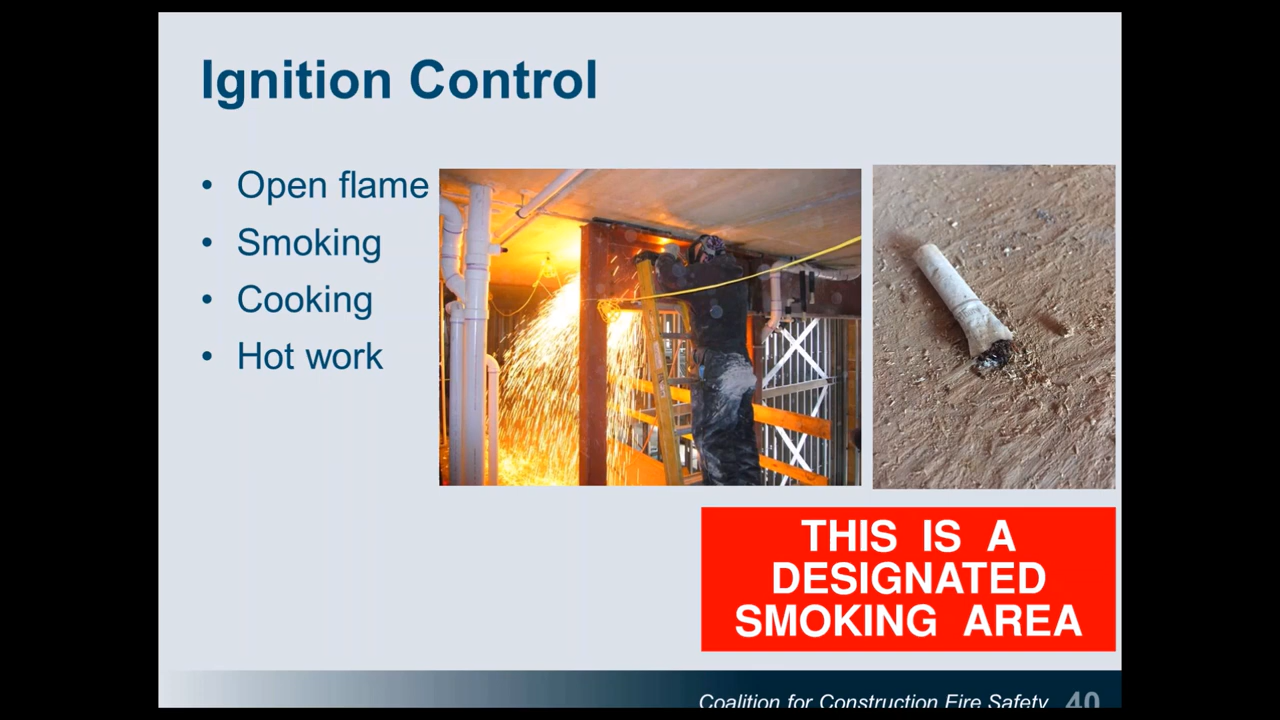 Ignition Control
• Open flame
• Smoking
• Cooking
• Hot work
THIS IS A
DESIGNATED
SMOKING AREA
Coalition for Construction Fire Safety 40